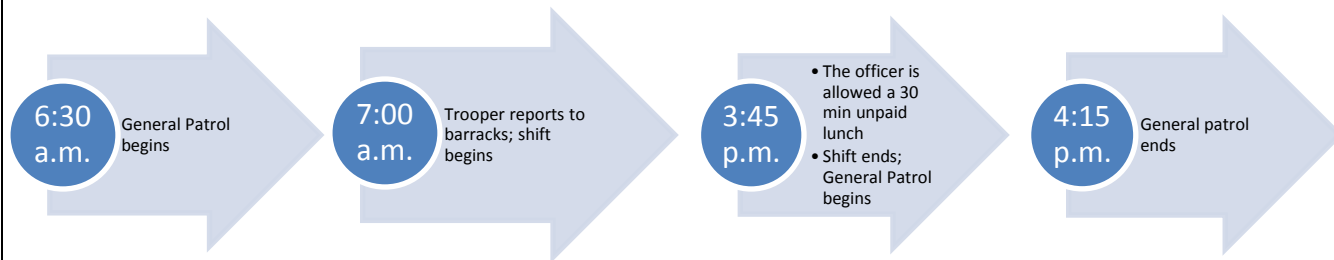 6:30
a.m.
General Patrol
begins
7:00
a.m.
Trooper reports to
barracks; shift
begins
3:45
p.m.
• The officer is
allowed a 30
min unpaid
lunch
• Shift ends;
General Patrol
begins
4:15
p.m.
General patrol
ends